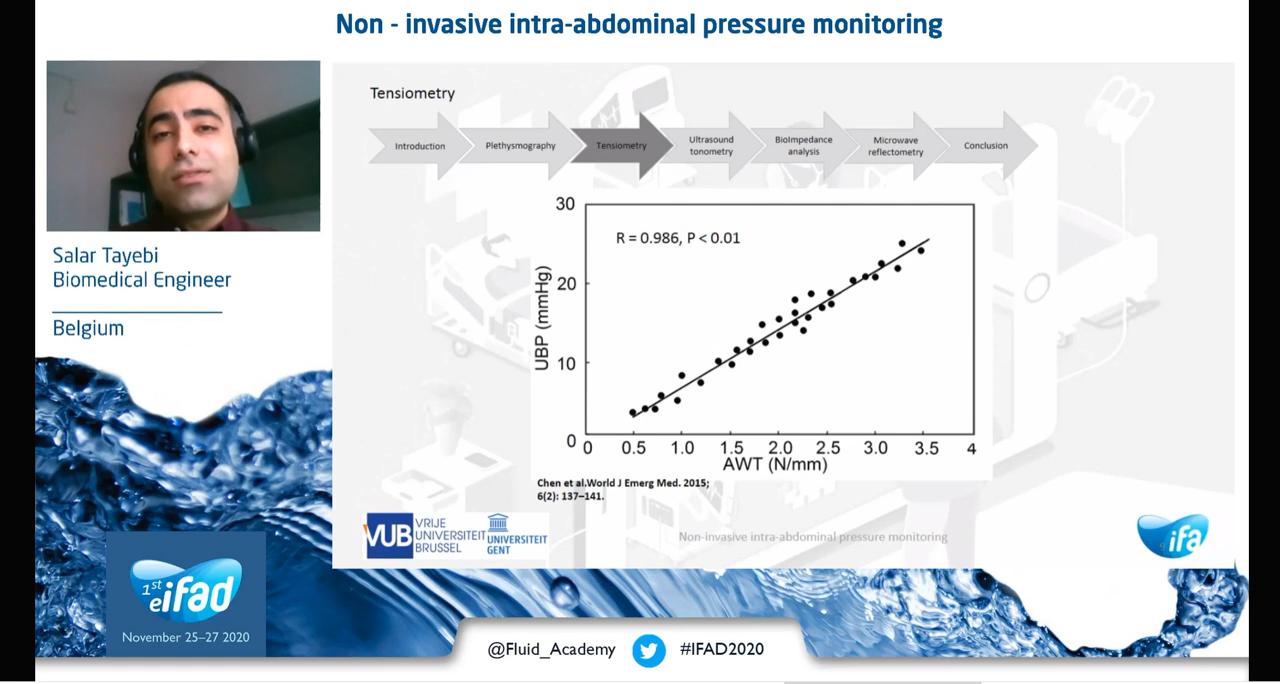 Non - invasive intra-abdominal pressure monitoring
Salar Tayebi
Biomedical Engineer
Belgium
Tensiometry
Introduction
Plethysmography
Tensiometry
Ultrasound
tonometry
BioImpedance
analysis
Microwave
reflectometry
Conclusion
R = 0.986, P < 0.01
UBP (mmHg)
30
20
10
0
0 0.5 1.0 1.5 2.0 2.5 3.0 3.5 4
AWT (N/mm)
Chen et al.World J Emerg Med. 2015;
6(2): 137–141.
VUB
VRIJE
UNIVERSITEIT
BRUSSEL
UNIVERSITEIT
GENT
Non-invasive intra-abdominal pressure monitoring
ifa
1st
eifad
November 25–27 2020
@Fluid_Academy
#IFAD2020